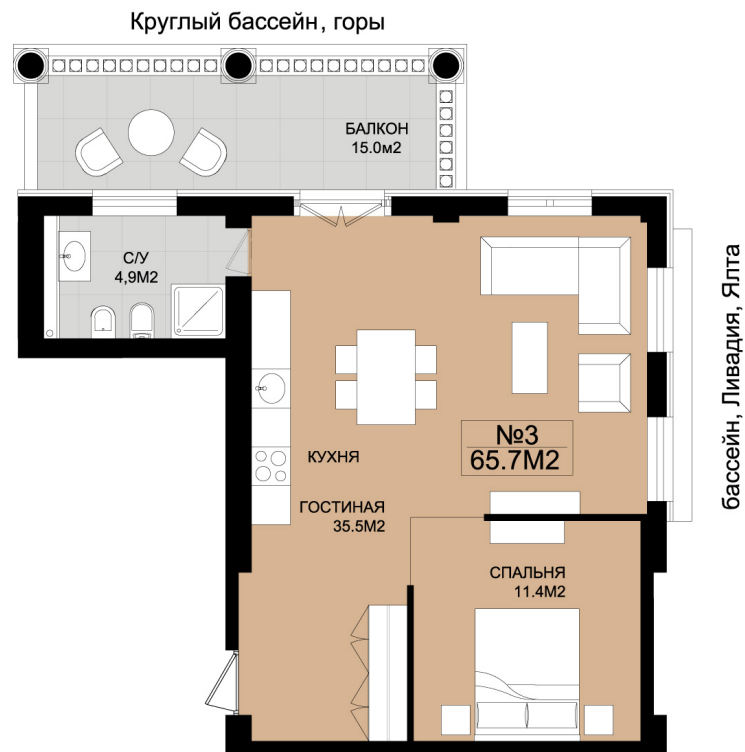 Круглый бассейн, горы
БАЛКОН
15.0м2
С/У
4,9М2
бассейн, Ливадия, Ялта
№3
65.7М2
КУХНЯ
ГОСТИНАЯ
35.5М2
СПАЛЬНЯ
11.4М2